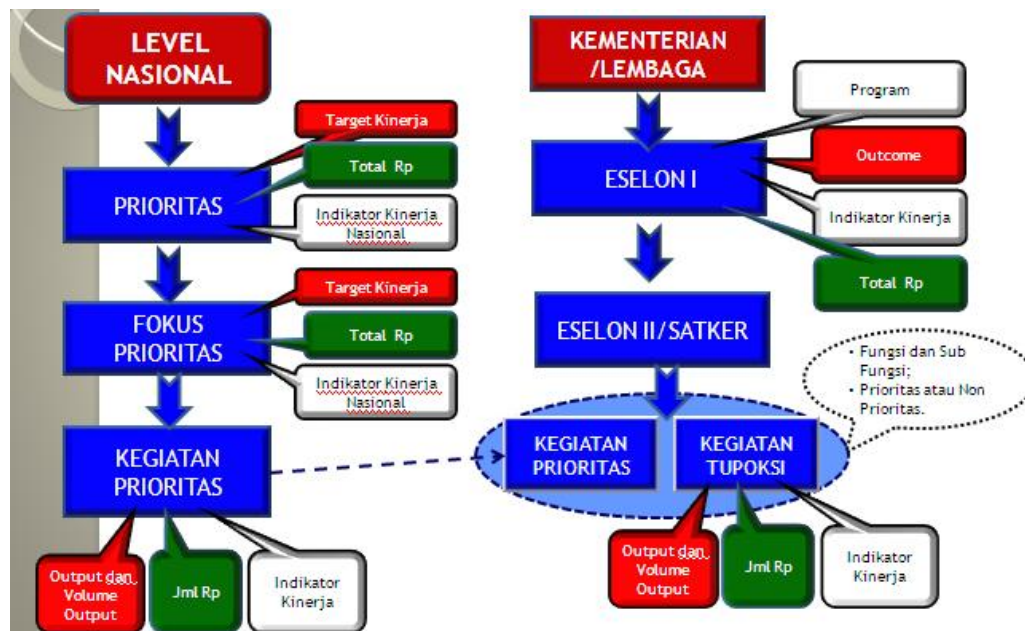 LEVEL
NASIONAL
Target Kinerja
Total Rp
PRIORITAS
Indikator Kinerja
Nasional
Target Kinerja
FOKUS
PRIORITAS
Total Rp
Indikator Kinerja
Nasional
KEGIATAN
PRIORITAS
Output dan
Volume
Output
Jml Rp
Indikator
Kinerja
KEMENTERIAN
/LEMBAGA
Program
Outcome
ESELON I
Indikator Kinerja
Total Rp
ESELON II/SATKER
• Fungsi dan Sub
Fungsi;
• Prioritas atau Non
Prioritas.
KEGIATAN
PRIORITAS
KEGIATAN
TUPOKSI
Output dan
Volume
Output
Jml Rp
Indikator
Kinerja